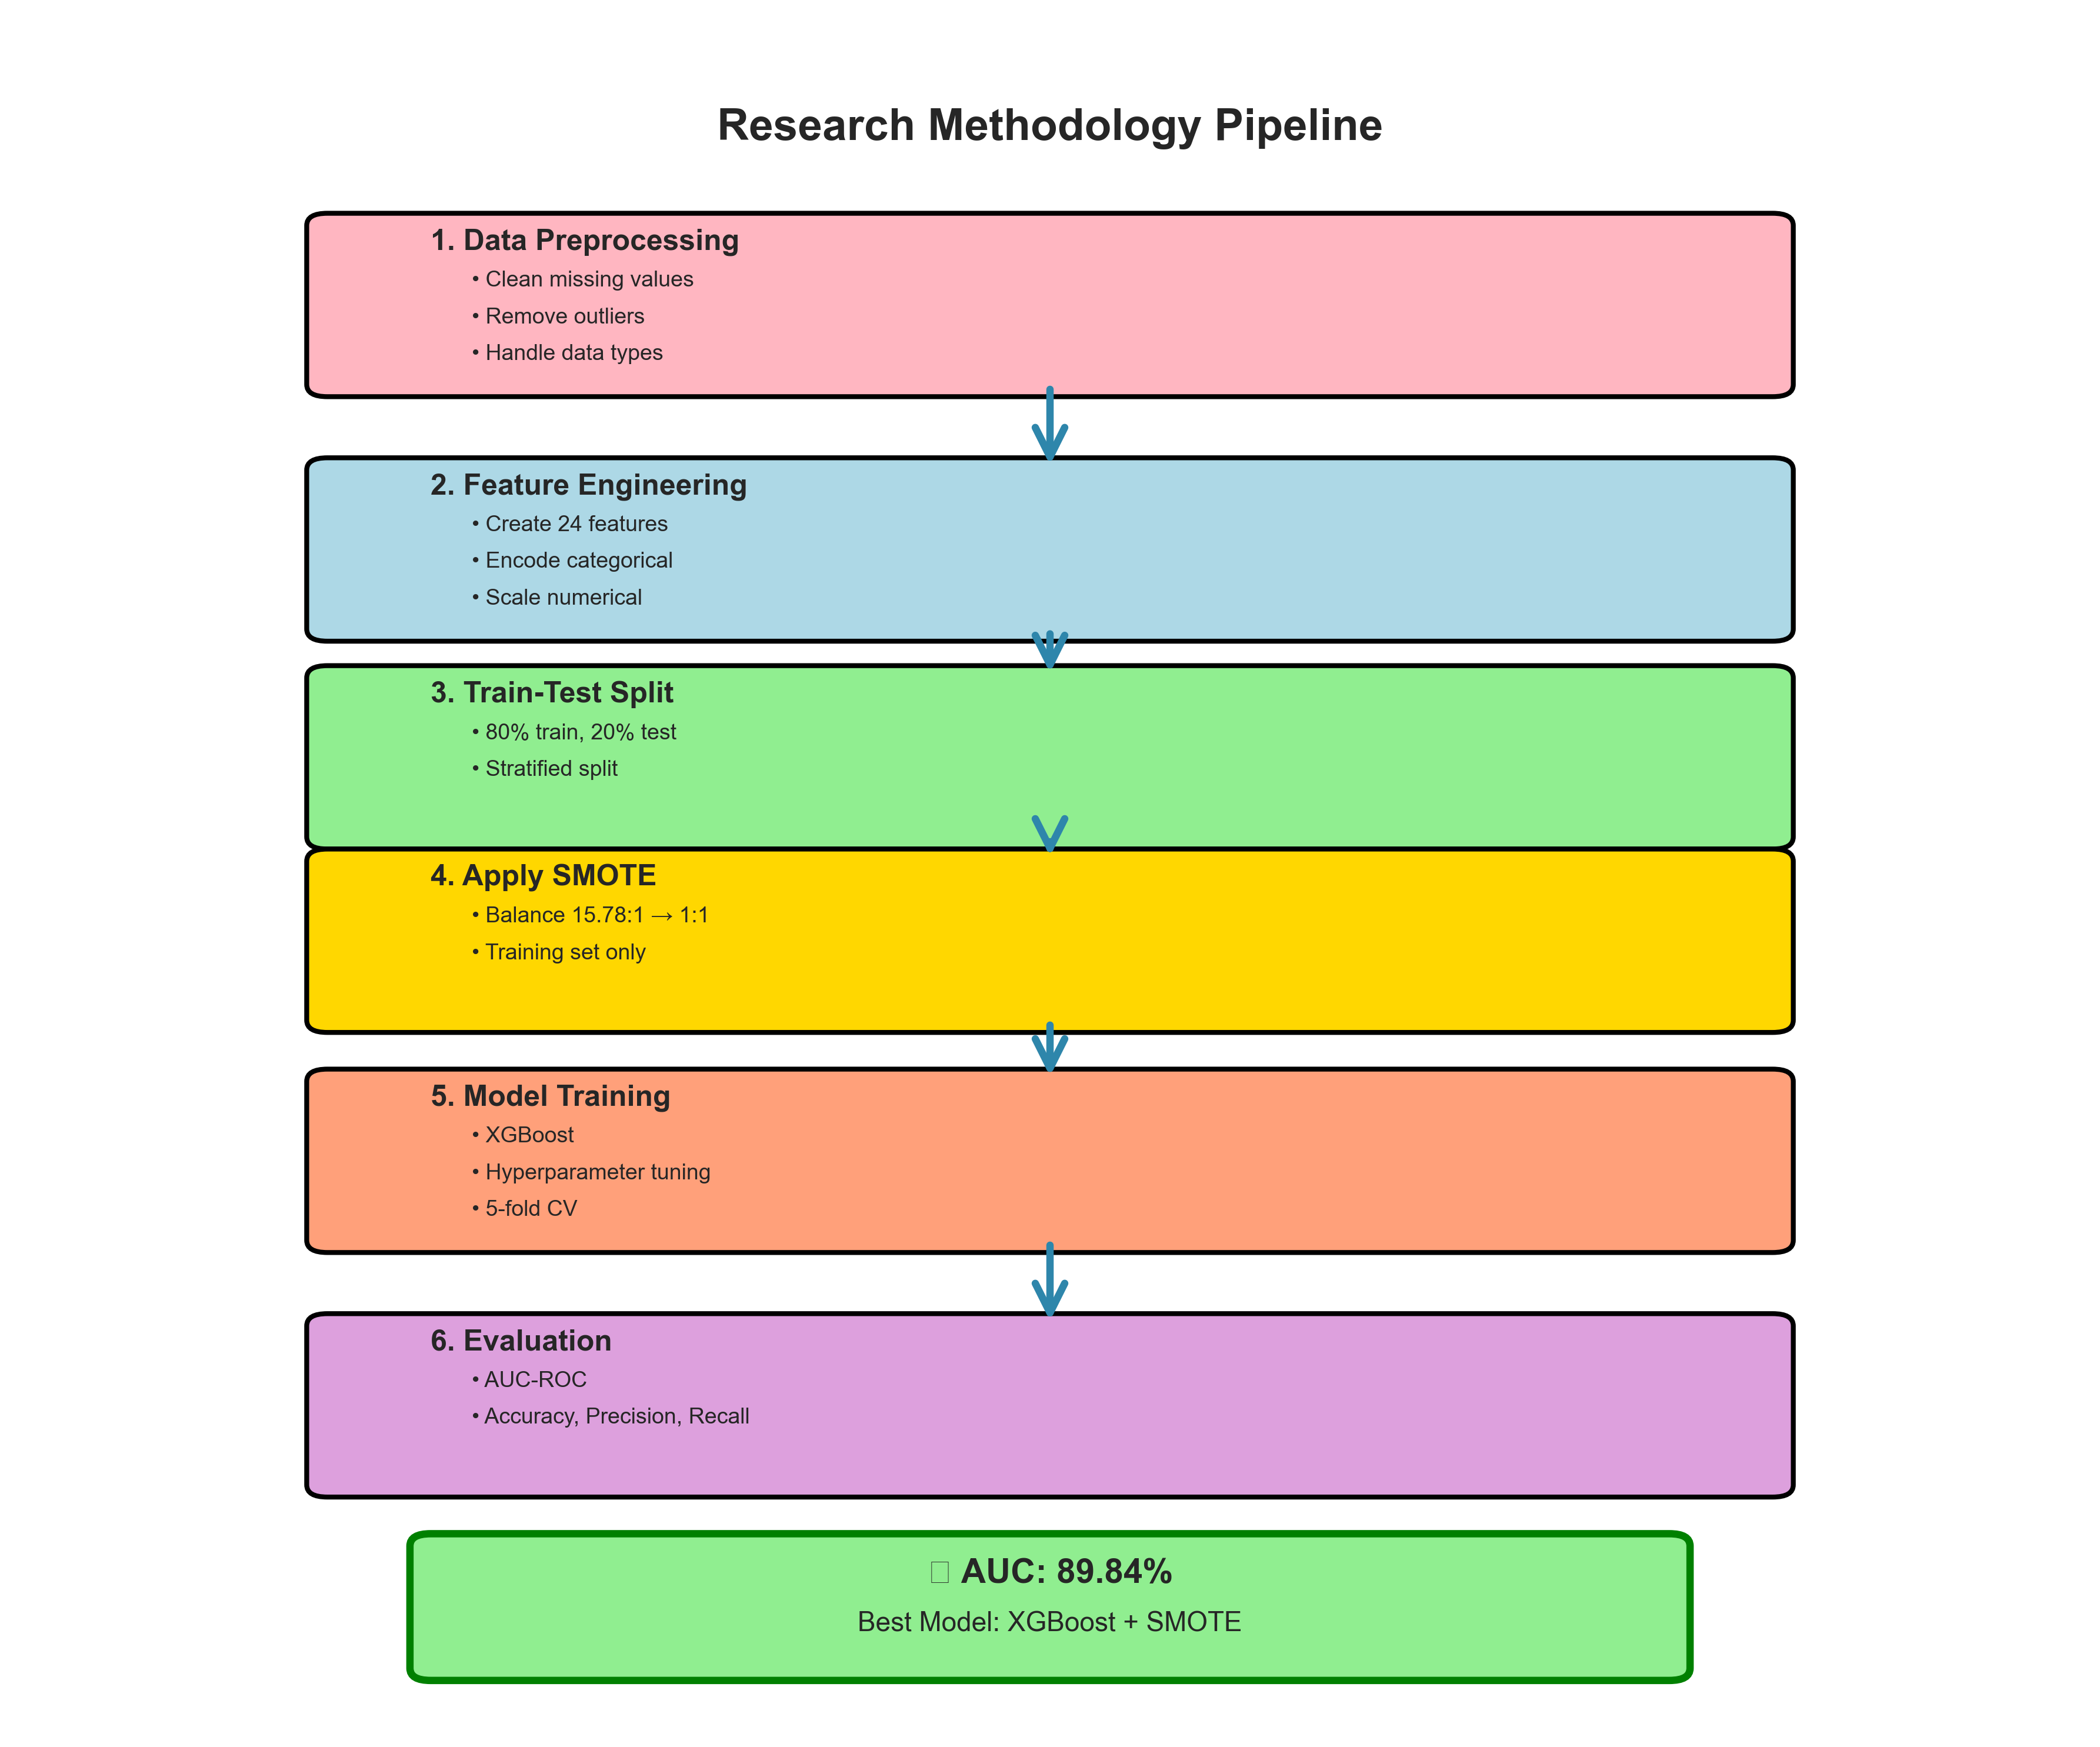 Research Methodology Pipeline
1. Data Preprocessing
• Clean missing values
• Remove outliers
• Handle data types
2. Feature Engineering
• Create 24 features
• Encode categorical
• Scale numerical
3. Train-Test Split
• 80% train, 20% test
• Stratified split
4. Apply SMOTE
• Balance 15.78:1 → 1:1
• Training set only
5. Model Training
• XGBoost
• Hyperparameter tuning
• 5-fold CV
6. Evaluation
• AUC-ROC
• Accuracy, Precision, Recall
AUC: 89.84%
Best Model: XGBoost + SMOTE